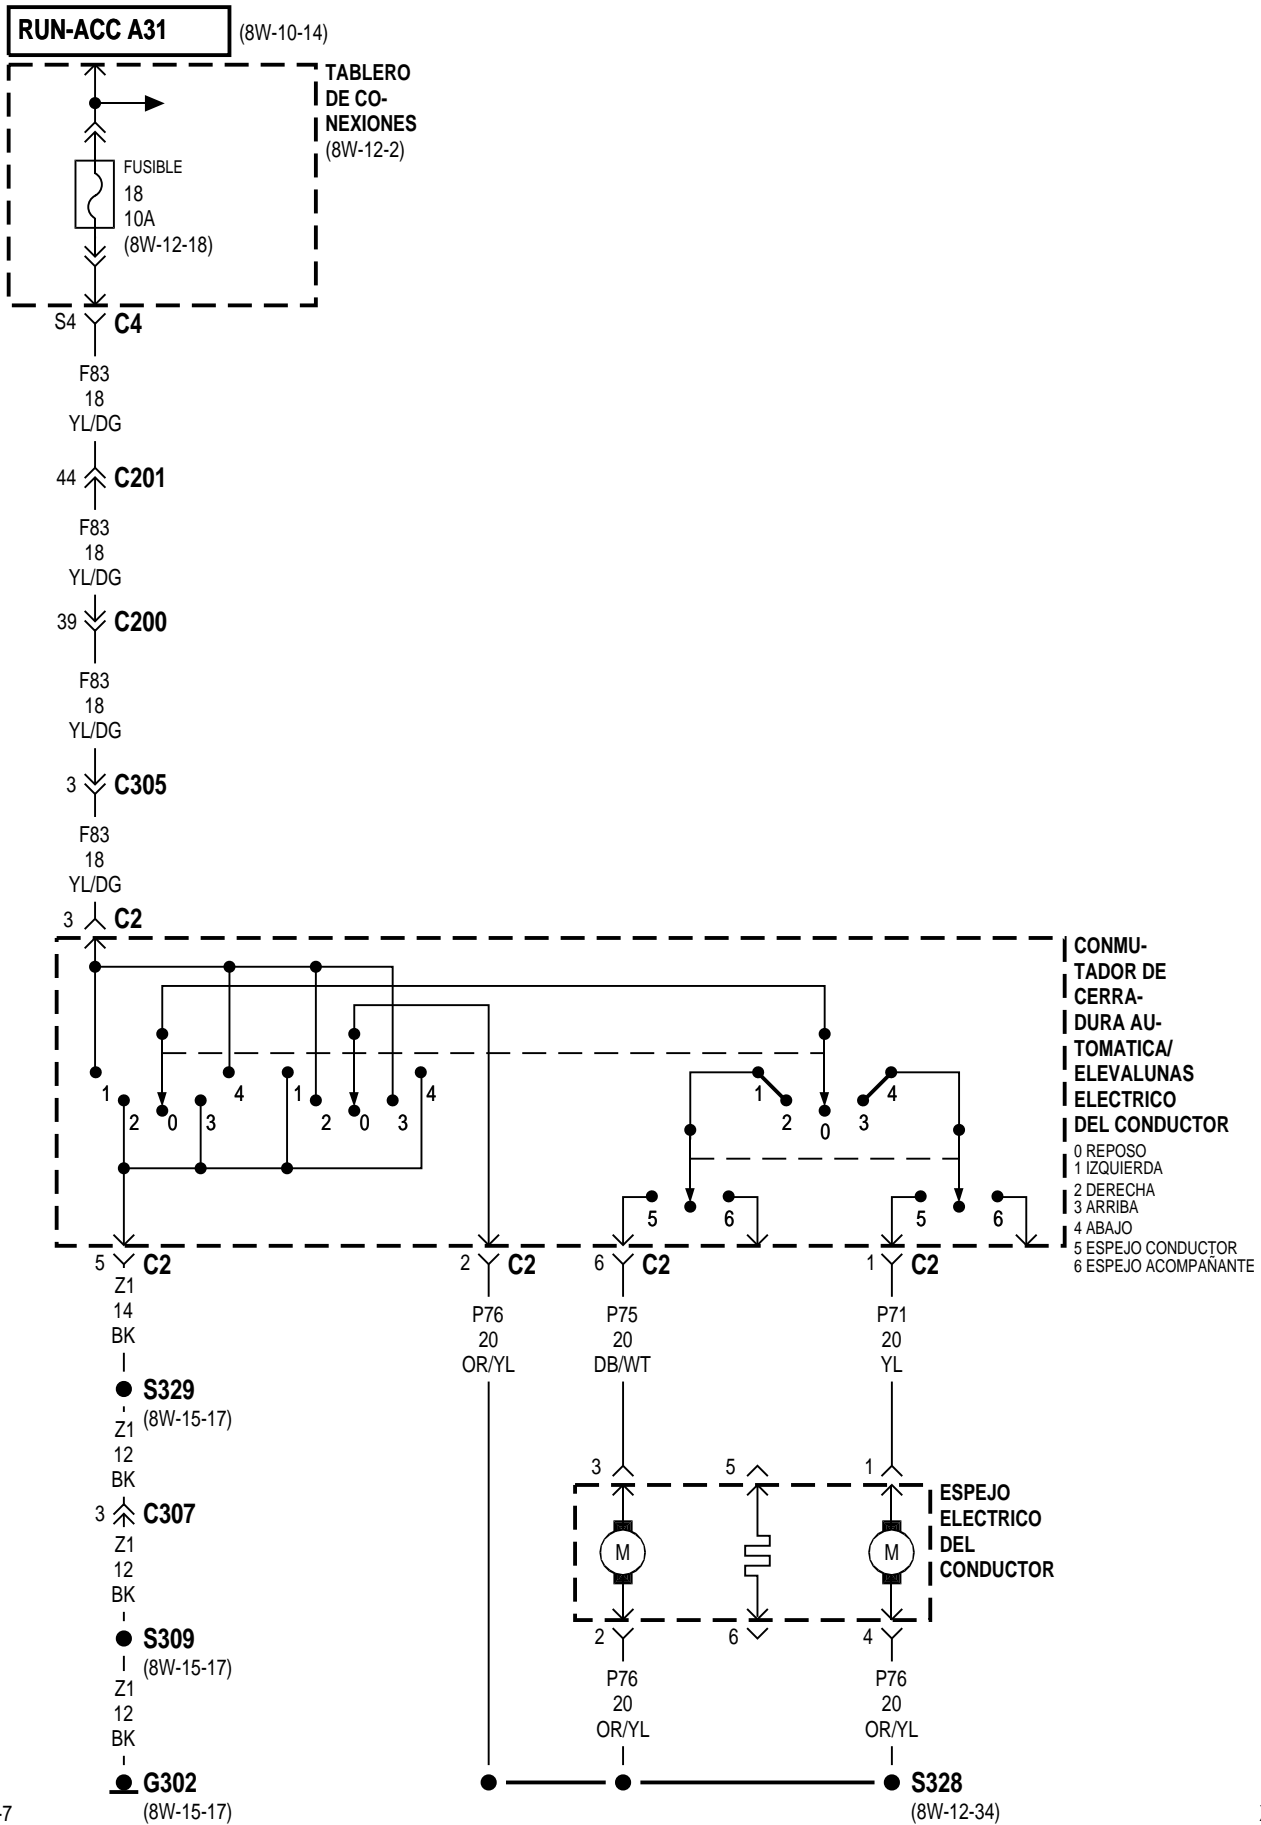 RUN-ACC A31 (8W-10-14)
TABLERO
DE CO-
NEXIONES
(8W-12-2)
FUSIBLE
18
10A
(8W-12-18)
S4 C4
F83
18
YL/DG
44 C201
F83
18
YL/DG
39 C200
F83
18
YL/DG
3 C305
F83
18
YL/DG
3 C2
CONMU-
TADOR DE
CERRA-
DURA AU-
TOMATICA/
ELEVALUNAS
ELECTRICO
DEL CONDUCTOR
0 REPOSO
1 IZQUIERDA
2 DERECHA
3 ARRIBA
4 ABAJO
5 ESPEJO CONDUCTOR
6 ESPEJO ACOMPAÑANTE
1 2 0 3 4 1 2 0 3 4
1 2 0 3 4
5 6 5 6
5 C2 2 C2 6 C2 1 C2
Z1
14
BK
P76
20
OR/YL
P75
20
DB/WT
P71
20
YL
S329
(8W-15-17)
Z1
12
BK
3 C307
Z1
12
BK
S309
(8W-15-17)
Z1
12
BK
G302
(8W-15-17)
3 5 1
ESPEJO
ELECTRICO
DEL
CONDUCTOR
M M
2 6 4
P76
20
OR/YL
P76
20
OR/YL
S328
(8W-12-34)
-7